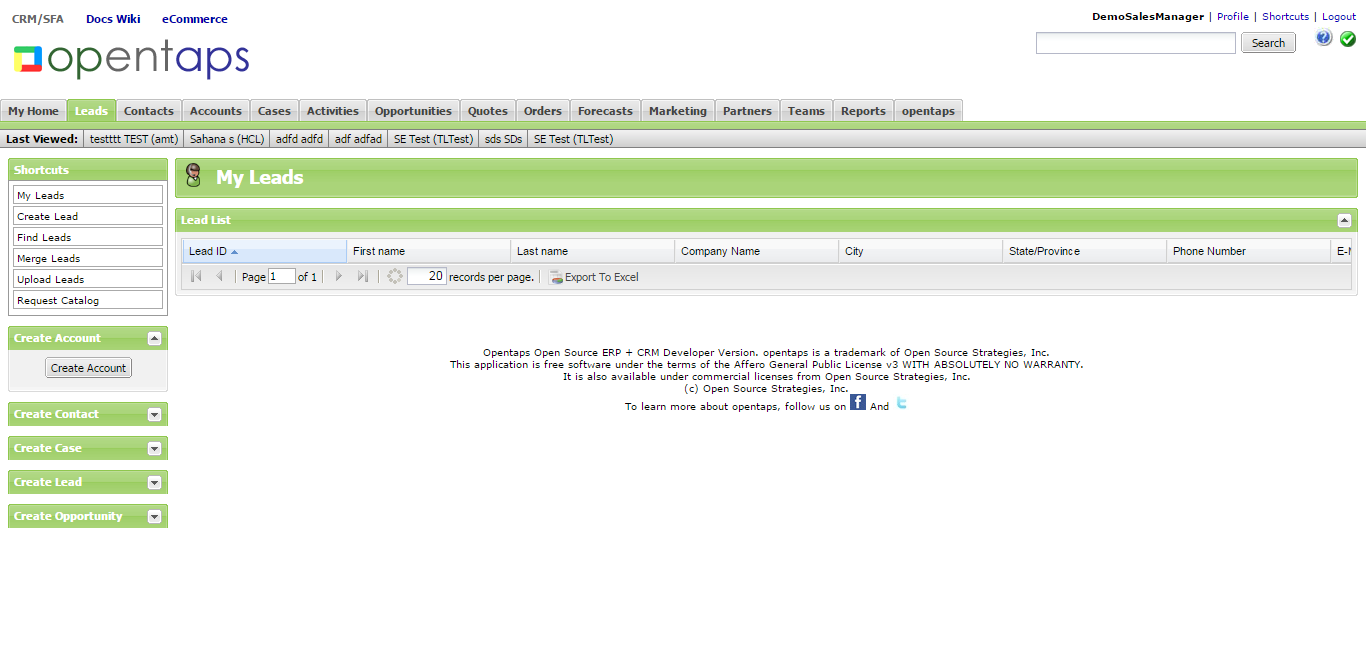 CRM/SFA Docs Wiki eCommerce
DemoSalesManager | Profile | Shortcuts | Logout
opentaps
Search
My Home Leads Contacts Accounts Cases Activities Opportunities Quotes Orders Forecasts Marketing Partners Teams Reports opentaps
Last Viewed: testttt TEST (amt) Sahana s (HCL) adfd adfd adf adfad SE Test (TLTest) sds SDs SE Test (TLTest)
Shortcuts
My Leads
Create Lead
Find Leads
Merge Leads
Upload Leads
Request Catalog
Create Account
Create Account
Create Contact
Create Case
Create Lead
Create Opportunity
My Leads
Lead List
Lead ID First name Last name Company Name City State/Province Phone Number
Page 1 of 1 20 records per page. Export To Excel
Opentaps Open Source ERP + CRM Developer Version. opentaps is a trademark of Open Source Strategies, Inc.
This application is free software under the terms of the Affero General Public License v3 WITH ABSOLUTELY NO WARRANTY.
It is also available under commercial licenses from Open Source Strategies, Inc.
(c) Open Source Strategies, Inc.
To learn more about opentaps, follow us on f And t